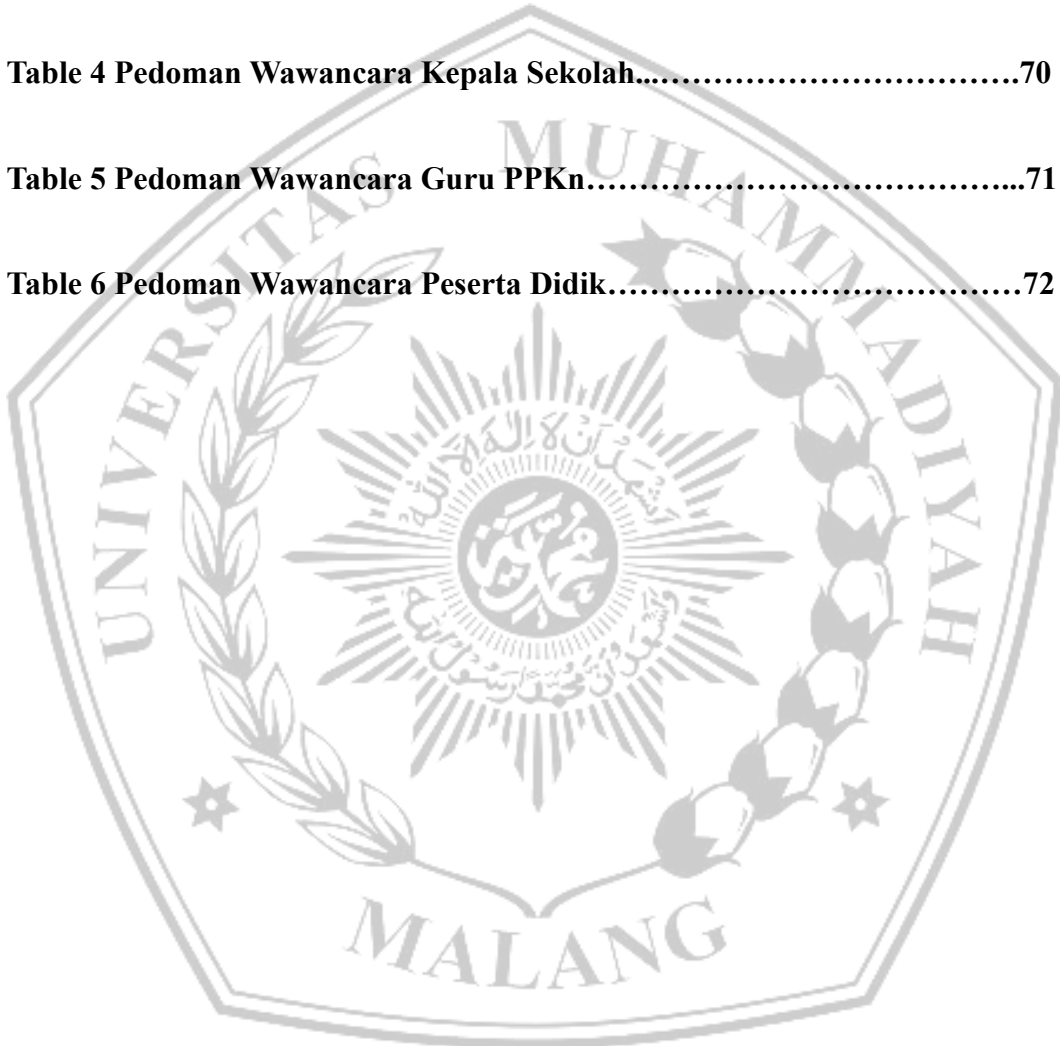 Table 4 Pedoman Wawancara Kepala Sekolah...……………………………….70
Table 5 Pedoman Wawancara Guru PPKn…………………………………...71
Table 6 Pedoman Wawancara Peserta Didik………………………………72
UNIVERSITAS MUHAMMADIYAH
MALANG